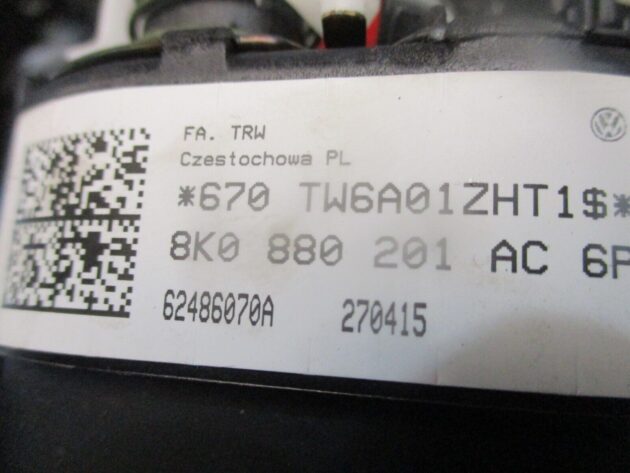 FA. TRW
Czestochowa PL
*670 TW6A01ZHT1$*
8K0 880 201 AC 6P
62486070A 270415